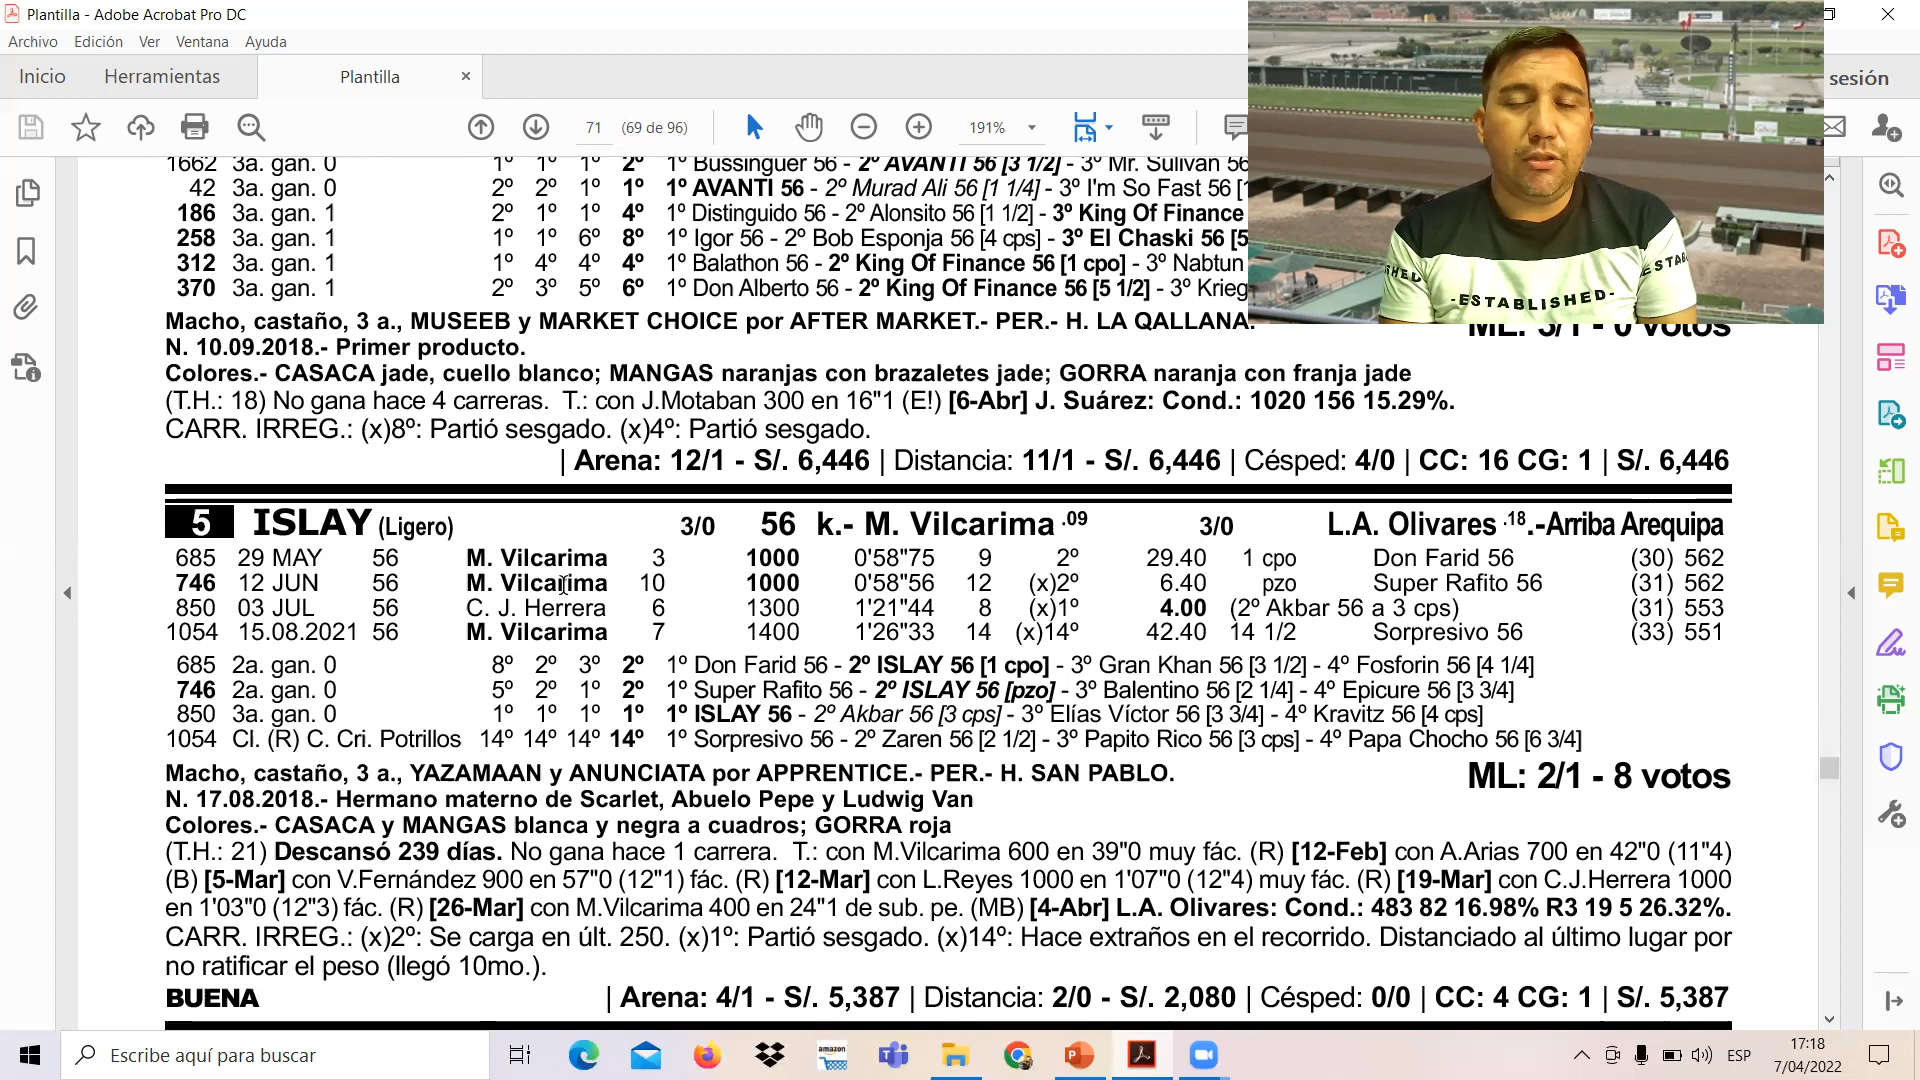 Plantilla - Adobe Acrobat Pro DC
Archivo Edición Ver Ventana Ayuda
Inicio Herramientas Plantilla × sesión
71 (69 de 96) 191%
1662 3a. gan. 0 1º 1º 1º 2º 1º Bussinguer 56 - 2º AVANTI 56 [3 1/2] - 3º Mr. Sulivan 56
42 3a. gan. 0 2º 2º 1º 1º 1º AVANTI 56 - 2º Murad Ali 56 [1 1/4] - 3º I'm So Fast 56 [
186 3a. gan. 1 2º 1º 1º 4º 1º Distinguido 56 - 2º Alonsito 56 [1 1/2] - 3º King Of Finance
258 3a. gan. 1 1º 1º 6º 8º 1º Igor 56 - 2º Bob Esponja 56 [4 cps] - 3º El Chaski 56 [5
312 3a. gan. 1 1º 4º 4º 4º 1º Balathon 56 - 2º King Of Finance 56 [1 cpo] - 3º Nabtun
370 3a. gan. 1 2º 3º 5º 6º 1º Don Alberto 56 - 2º King Of Finance 56 [5 1/2] - 3º Krieg
-ESTABLISHED-
Macho, castaño, 3 a., MUSEEB y MARKET CHOICE por AFTER MARKET.- PER.- H. LA QALLANA. ML: 3/1 - 0 votos
N. 10.09.2018.- Primer producto.
Colores.- CASACA jade, cuello blanco; MANGAS naranjas con brazaletes jade; GORRA naranja con franja jade
(T.H.: 18) No gana hace 4 carreras. T.: con J.Motaban 300 en 16"1 (E!) [6-Abr] J. Suárez: Cond.: 1020 156 15.29%.
CARR. IRREG.: (x)8º: Partió sesgado. (x)4º: Partió sesgado.
| Arena: 12/1 - S/. 6,446 | Distancia: 11/1 - S/. 6,446 | Césped: 4/0 | CC: 16 CG: 1 | S/. 6,446
5 ISLAY (Ligero) 3/0 56 k.- M. Vilcarima .09 3/0 L.A. Olivares .18.-Arriba Arequipa
685 29 MAY 56 M. Vilcarima 3 1000 0'58"75 9 2º 29.40 1 cpo Don Farid 56 (30) 562
746 12 JUN 56 M. Vilcarima 10 1000 0'58"56 12 (x)2º 6.40 pzo Super Rafito 56 (31) 562
850 03 JUL 56 C. J. Herrera 6 1300 1'21"44 8 (x)1º 4.00 (2º Akbar 56 a 3 cps) (31) 553
1054 15.08.2021 56 M. Vilcarima 7 1400 1'26"33 14 (x)14º 42.40 14 1/2 Sorpresivo 56 (33) 551
685 2a. gan. 0 8º 2º 3º 2º 1º Don Farid 56 - 2º ISLAY 56 [1 cpo] - 3º Gran Khan 56 [3 1/2] - 4º Fosforin 56 [4 1/4]
746 2a. gan. 0 5º 2º 1º 2º 1º Super Rafito 56 - 2º ISLAY 56 [pzo] - 3º Balentino 56 [2 1/4] - 4º Epicure 56 [3 3/4]
850 3a. gan. 0 1º 1º 1º 1º 1º ISLAY 56 - 2º Akbar 56 [3 cps] - 3º Elías Víctor 56 [3 3/4] - 4º Kravitz 56 [4 cps]
1054 Cl. (R) C. Cri. Potrillos 14º 14º 14º 14º 1º Sorpresivo 56 - 2º Zaren 56 [2 1/2] - 3º Papito Rico 56 [3 cps] - 4º Papa Chocho 56 [6 3/4]
Macho, castaño, 3 a., YAZAMAAN y ANUNCIATA por APPRENTICE.- PER.- H. SAN PABLO. ML: 2/1 - 8 votos
N. 17.08.2018.- Hermano materno de Scarlet, Abuelo Pepe y Ludwig Van
Colores.- CASACA y MANGAS blanca y negra a cuadros; GORRA roja
(T.H.: 21) Descansó 239 días. No gana hace 1 carrera. T.: con M.Vilcarima 600 en 39"0 muy fác. (R) [12-Feb] con A.Arias 700 en 42"0 (11"4)
(B) [5-Mar] con V.Fernández 900 en 57"0 (12"1) fác. (R) [12-Mar] con L.Reyes 1000 en 1'07"0 (12"4) muy fác. (R) [19-Mar] con C.J.Herrera 1000
en 1'03"0 (12"3) fác. (R) [26-Mar] con M.Vilcarima 400 en 24"1 de sub. pe. (MB) [4-Abr] L.A. Olivares: Cond.: 483 82 16.98% R3 19 5 26.32%.
CARR. IRREG.: (x)2º: Se carga en últ. 250. (x)1º: Partió sesgado. (x)14º: Hace extraños en el recorrido. Distanciado al último lugar por
no ratificar el peso (llegó 10mo.).
BUENA | Arena: 4/1 - S/. 5,387 | Distancia: 2/0 - S/. 2,080 | Césped: 0/0 | CC: 4 CG: 1 | S/. 5,387
Escribe aquí para buscar
amazon
ESP
17:18
7/04/2022